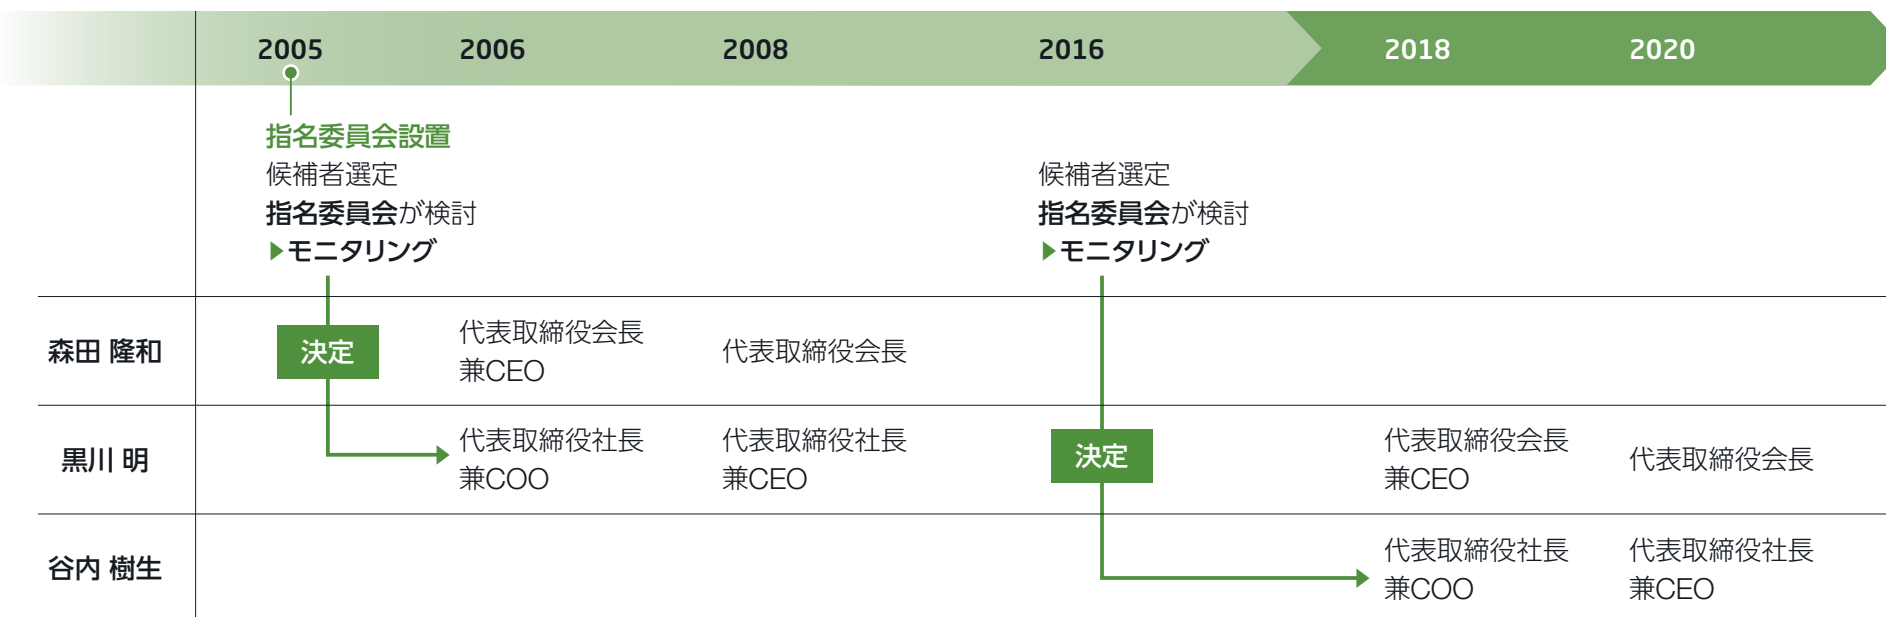 2005 2006 2008 2016 2018 2020
指名委員会設置
候補者選定
指名委員会が検討
▶モニタリング
候補者選定
指名委員会が検討
▶モニタリング
森田 隆和
決定
代表取締役会長
兼CEO
代表取締役会長
黒川 明
代表取締役社長
兼COO
代表取締役社長
兼CEO
決定
代表取締役会長
兼CEO
代表取締役会長
谷内 樹生
代表取締役社長
兼COO
代表取締役社長
兼CEO